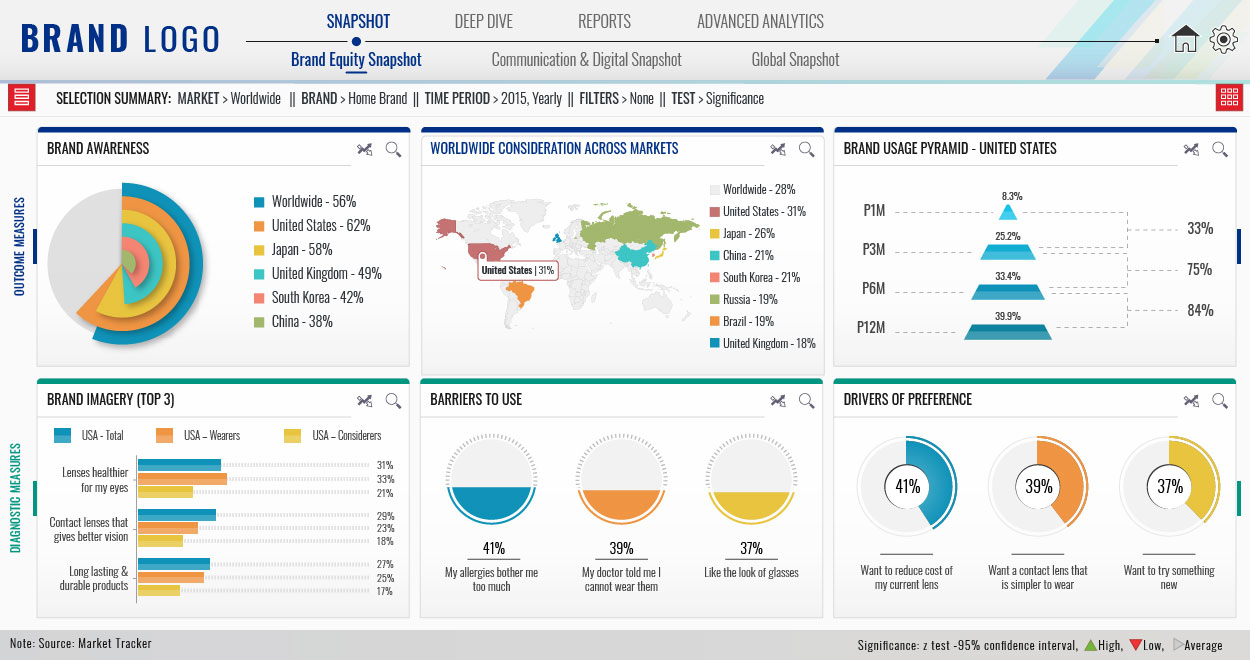 BRAND LOGO
SNAPSHOT DEEP DIVE REPORTS ADVANCED ANALYTICS
Brand Equity Snapshot Communication & Digital Snapshot Global Snapshot
SELECTION SUMMARY: MARKET > Worldwide || BRAND > Home Brand || TIME PERIOD > 2015, Yearly || FILTERS > None || TEST > Significance
OUTCOME MEASURES
BRAND AWARENESS
Worldwide - 56%
United States - 62%
Japan - 58%
United Kingdom - 49%
South Korea - 42%
China - 38%
WORLDWIDE CONSIDERATION ACROSS MARKETS
United States | 31%
Worldwide - 28%
United States - 31%
Japan - 26%
China - 21%
South Korea - 21%
Russia - 19%
Brazil - 19%
United Kingdom - 18%
BRAND USAGE PYRAMID - UNITED STATES
P1M 8.3%
33%
P3M 25.2%
75%
P6M 33.4%
84%
P12M 39.9%
DIAGNOSTIC MEASURES
BRAND IMAGERY (TOP 3)
USA - Total USA – Wearers USA – Considerers
Lenses healthier
for my eyes
31%
33%
21%
Contact lenses that
gives better vision
29%
23%
18%
Long lasting &
durable products
27%
25%
17%
BARRIERS TO USE
41% 39% 37%
My allergies bother me
too much
My doctor told me I
cannot wear them
Like the look of glasses
DRIVERS OF PREFERENCE
41% 39% 37%
Want to reduce cost of
my current lens
Want a contact lens that
is simpler to wear
Want to try something
new
Note: Source: Market Tracker
Significance: z test -95% confidence interval, High, Low, Average